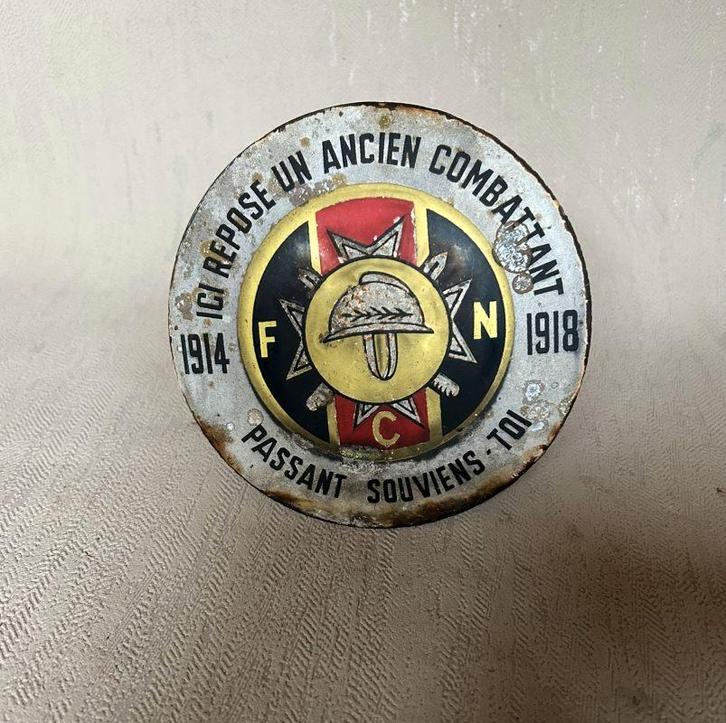 ICI REPOSE UN ANCIEN COMBATTANT
1914 1918
F N
C
PASSANT SOUVIENS-TOI